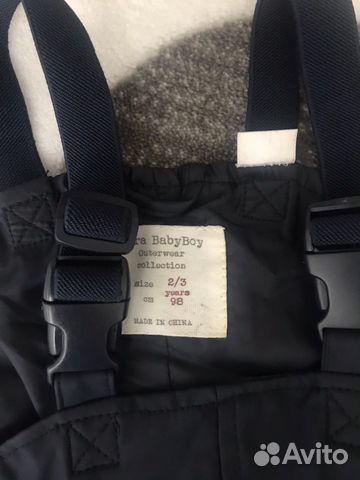 ra BabyBoy
Outerwear
collection
size 2/3
years
cm 98
MADE IN CHINA
Avito